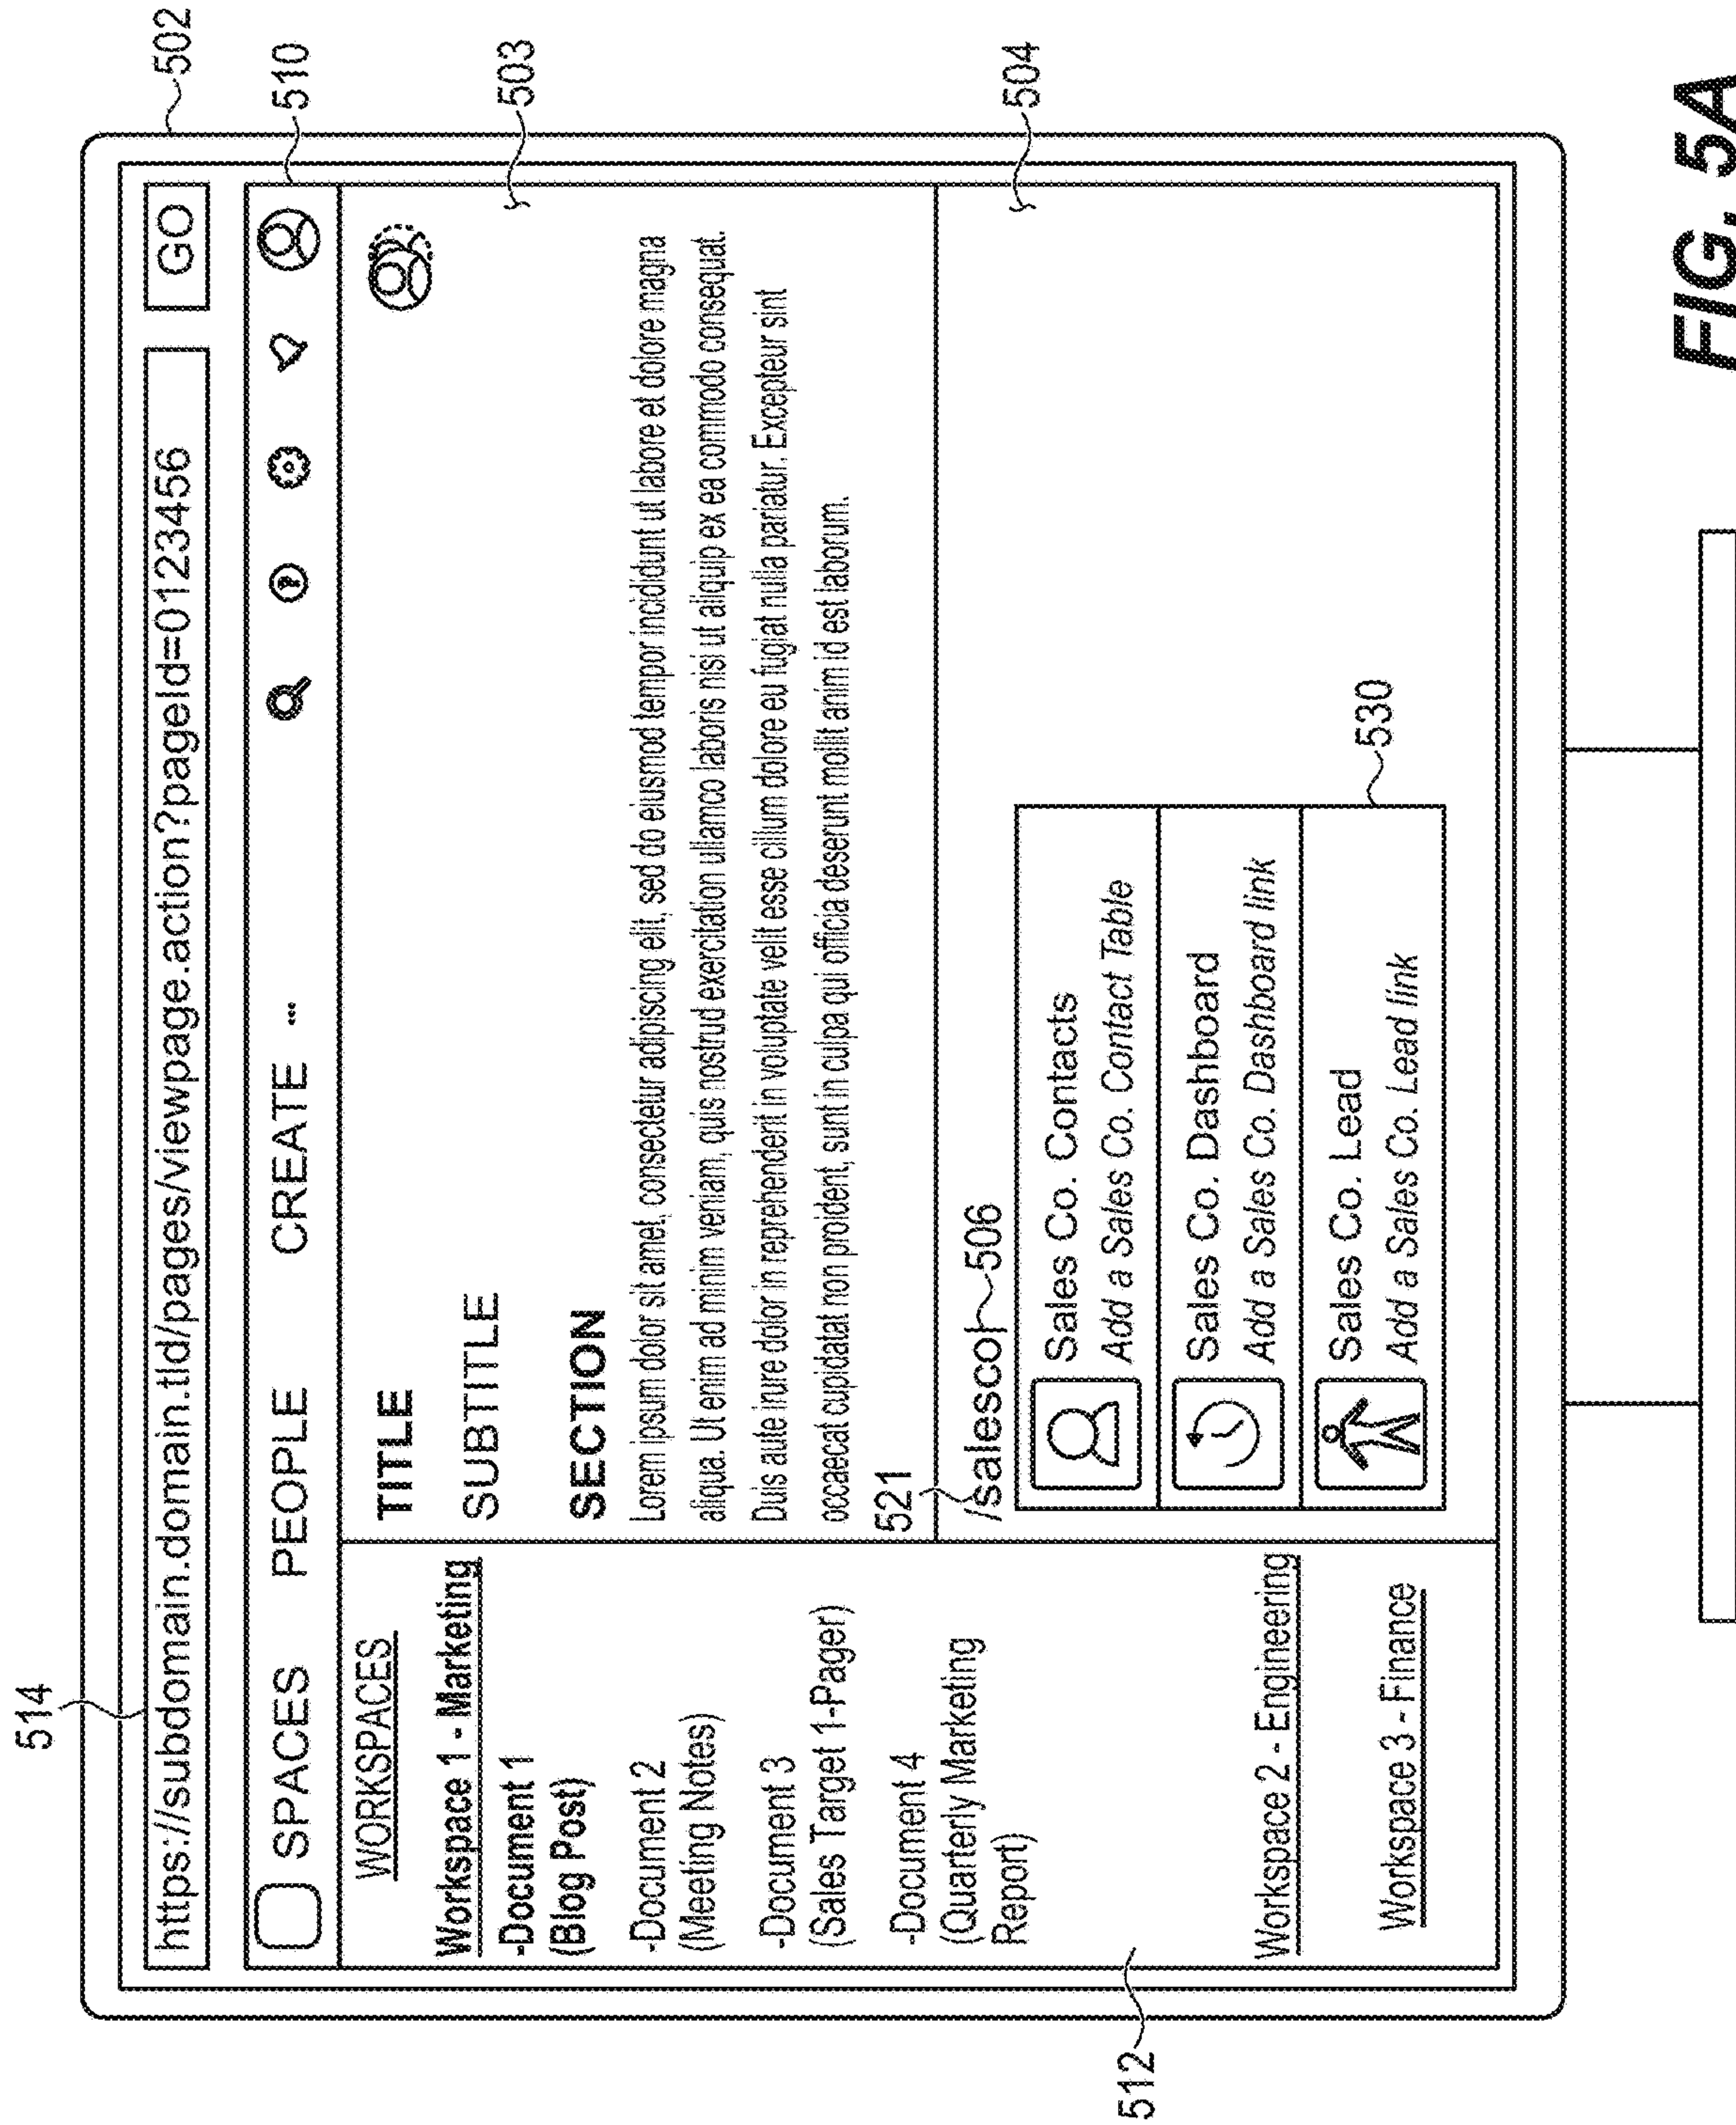 514
502
https://subdomain.domain.tld/pages/viewpage.action?pageId=0123456
GO
SPACES PEOPLE CREATE ... ?
510
WORKSPACES
Workspace 1 - Marketing
-Document 1
(Blog Post)
-Document 2
(Meeting Notes)
-Document 3
(Sales Target 1-Pager)
-Document 4
(Quarterly Marketing
Report)
Workspace 2 - Engineering
Workspace 3 - Finance
512
TITLE
SUBTITLE
503
SECTION
Lorem ipsum dolor sit amet, consectetur adipiscing elit, sed do eiusmod tempor incididunt ut labore et dolore magna
aliqua. Ut enim ad minim veniam, quis nostrud exercitation ullamco laboris nisi ut aliquip ex ea commodo consequat.
Duis aute irure dolor in reprehenderit in voluptate velit esse cillum dolore eu fugiat nulla pariatur. Excepteur sint
occaecat cupidatat non proident, sunt in culpa qui officia deserunt mollit anim id est laborum.
521
/salesco
506
504
Sales Co. Contacts
Add a Sales Co. Contact Table
Sales Co. Dashboard
Add a Sales Co. Dashboard link
Sales Co. Lead
Add a Sales Co. Lead link
530
FIG. 5A